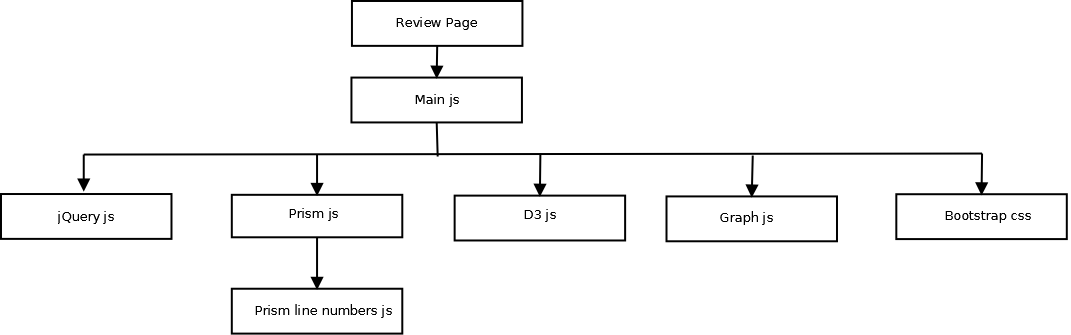 Review Page
Main js
jQuery js
Prism js
D3 js
Graph js
Bootstrap css
Prism line numbers js